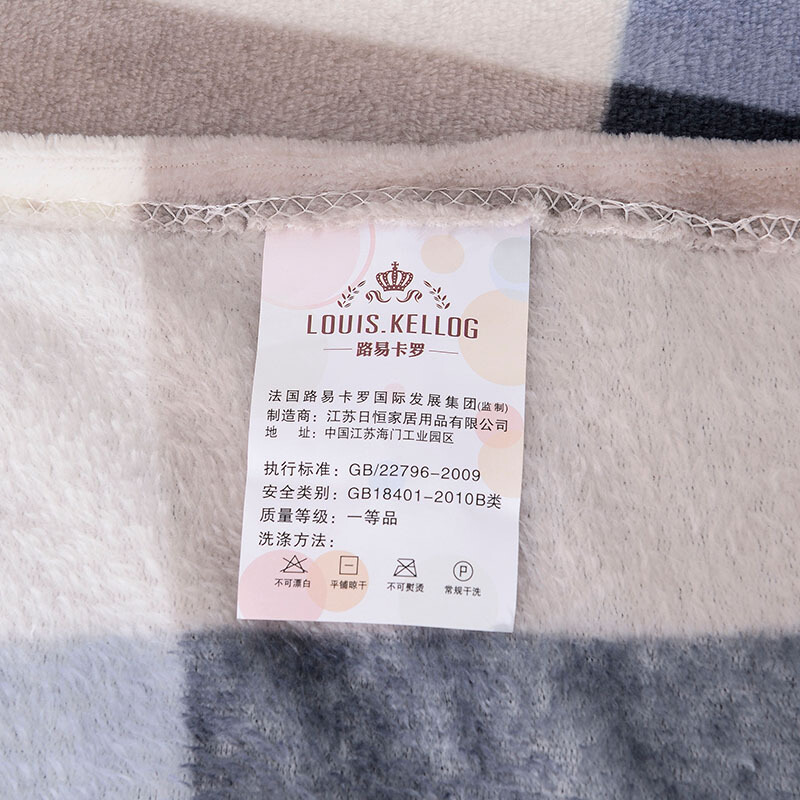 LOUIS.KELLOG
路易卡罗
法国路易卡罗国际发展集团(监制)
制造商：江苏日恒家居用品有限公司
地 址：中国江苏海门工业园区
执行标准：GB/22796-2009
安全类别：GB18401-2010B类
质量等级：一等品
洗涤方法：
P
不可漂白 平铺晾干 不可熨烫 常规干洗